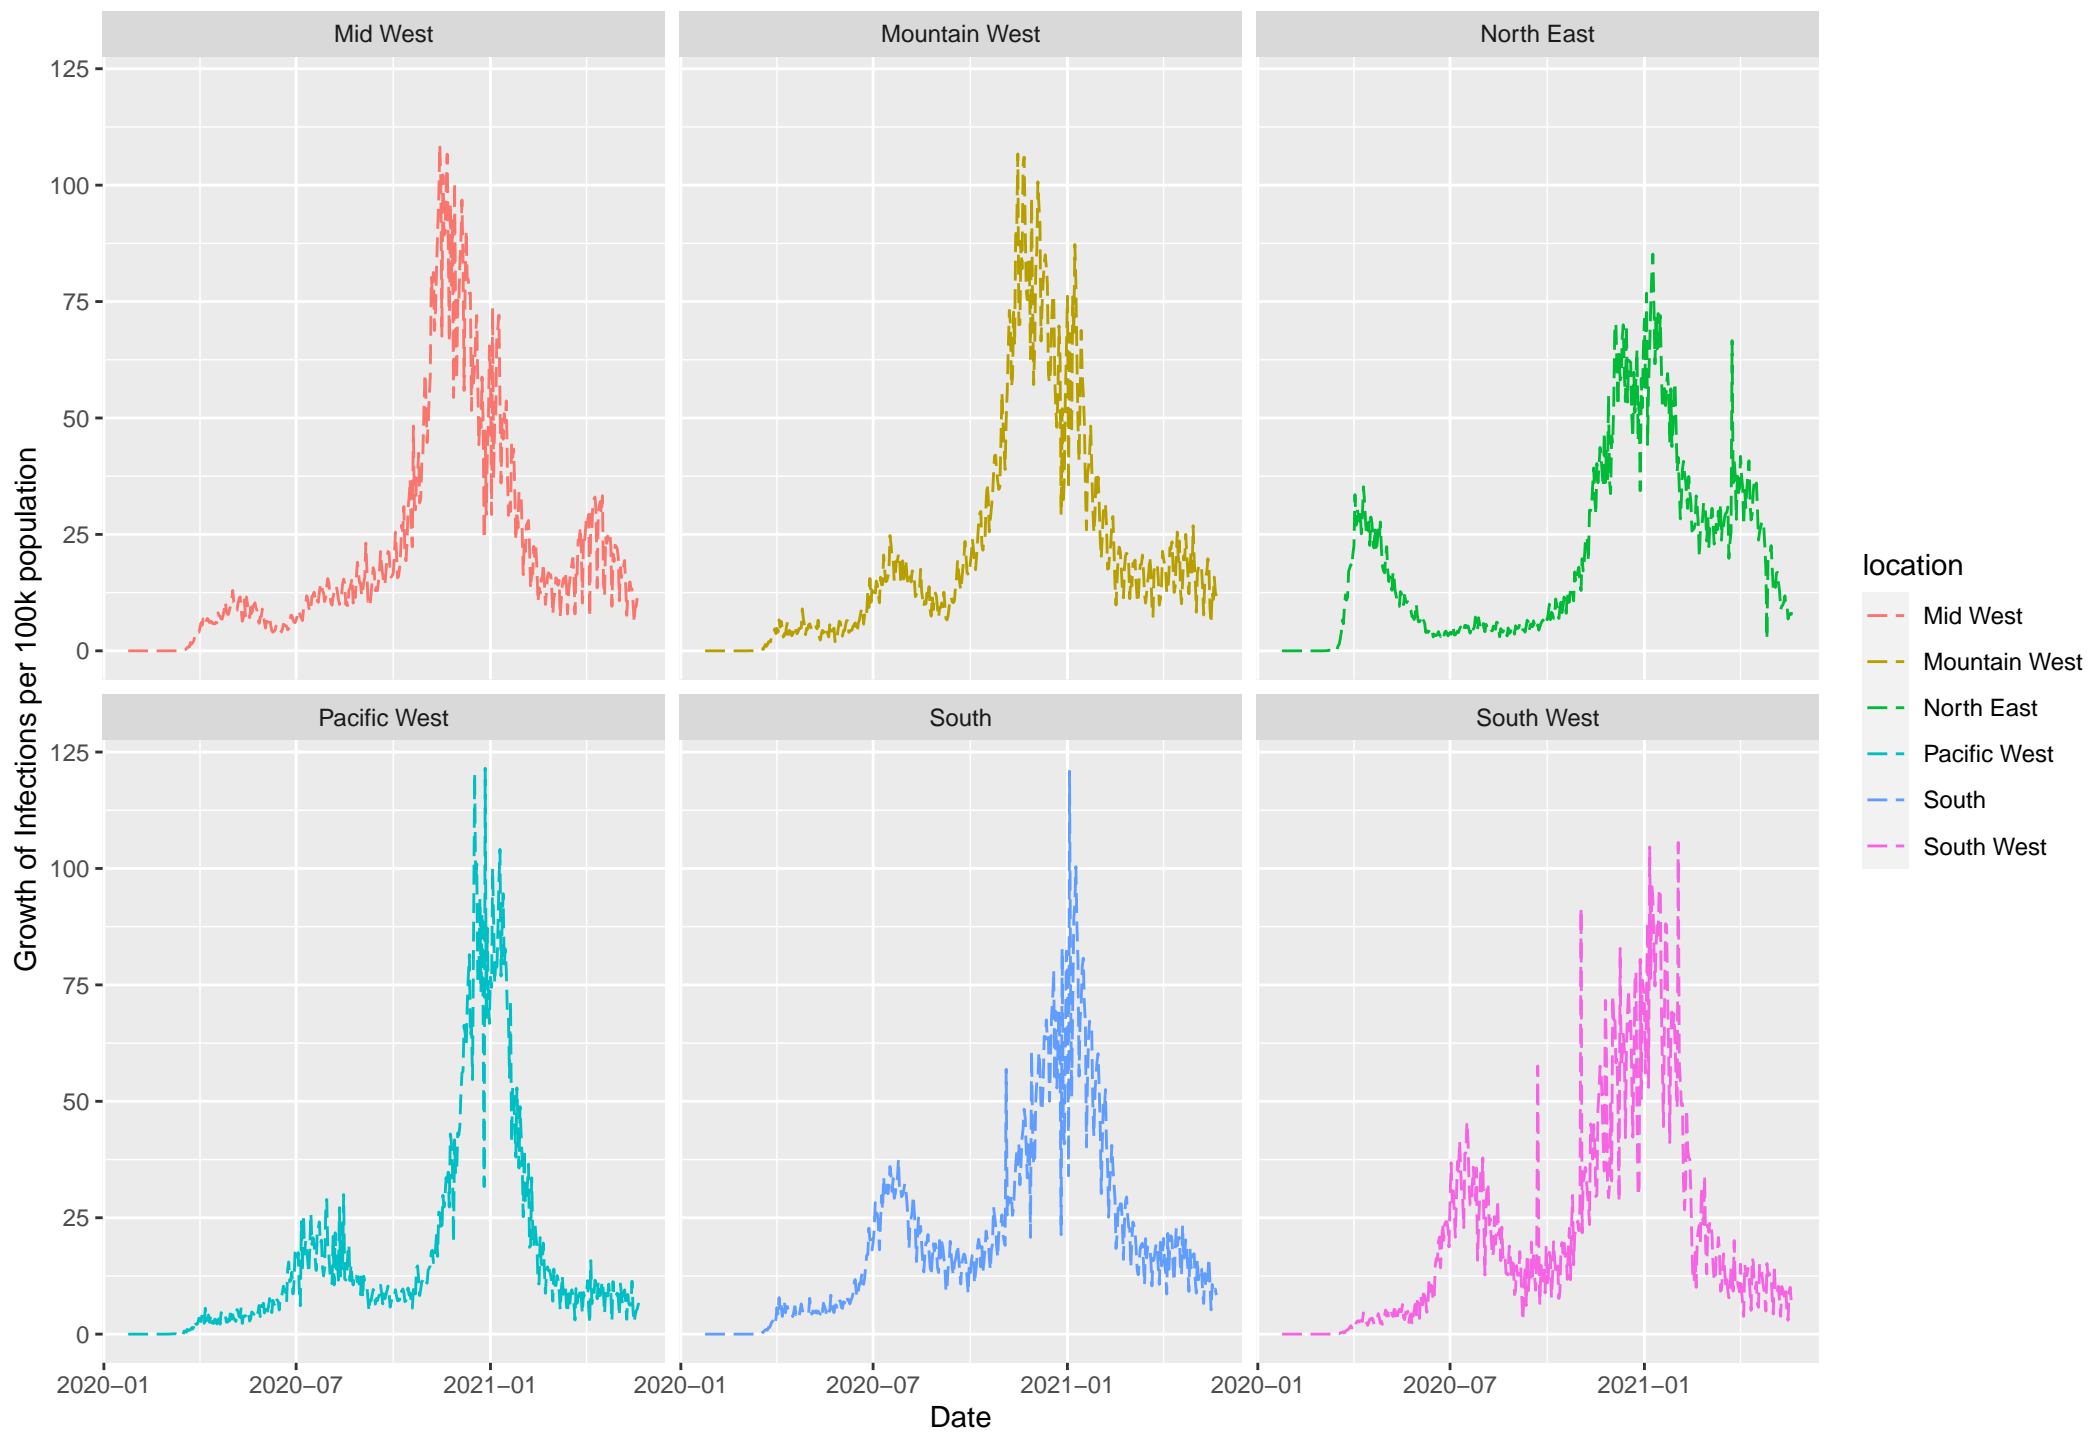 Mid West
Mountain West
North East
125
100
75
50
25
0
Pacific West
South
South West
125
100
75
50
25
0
2020−01
2020−07
2021−01
2020−01
2020−07
2021−01
2020−01
2020−07
2021−01
Date
Growth of Infections per 100k population
location
Mid West
Mountain West
North East
Pacific West
South
South West